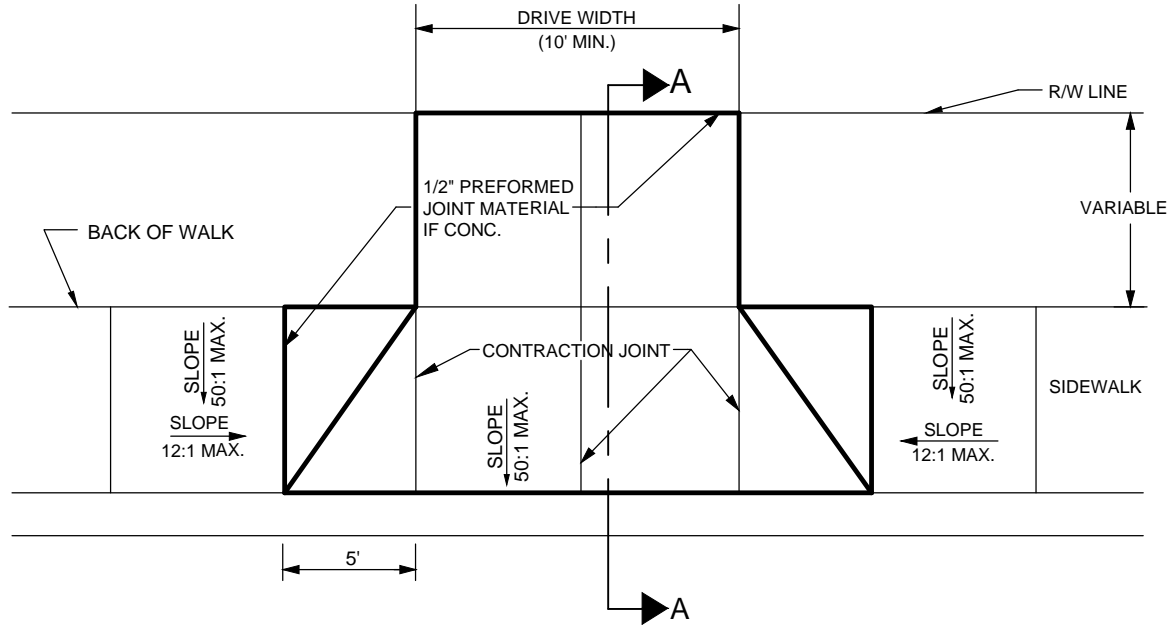 DRIVE WIDTH
(10' MIN.)
A
R/W LINE
1/2" PREFORMED
JOINT MATERIAL
IF CONC.
VARIABLE
BACK OF WALK
SLOPE
50:1 MAX.
SLOPE
12:1 MAX.
CONTRACTION JOINT
SLOPE
50:1 MAX.
SLOPE
50:1 MAX.
SLOPE
12:1 MAX.
SIDEWALK
5'
A